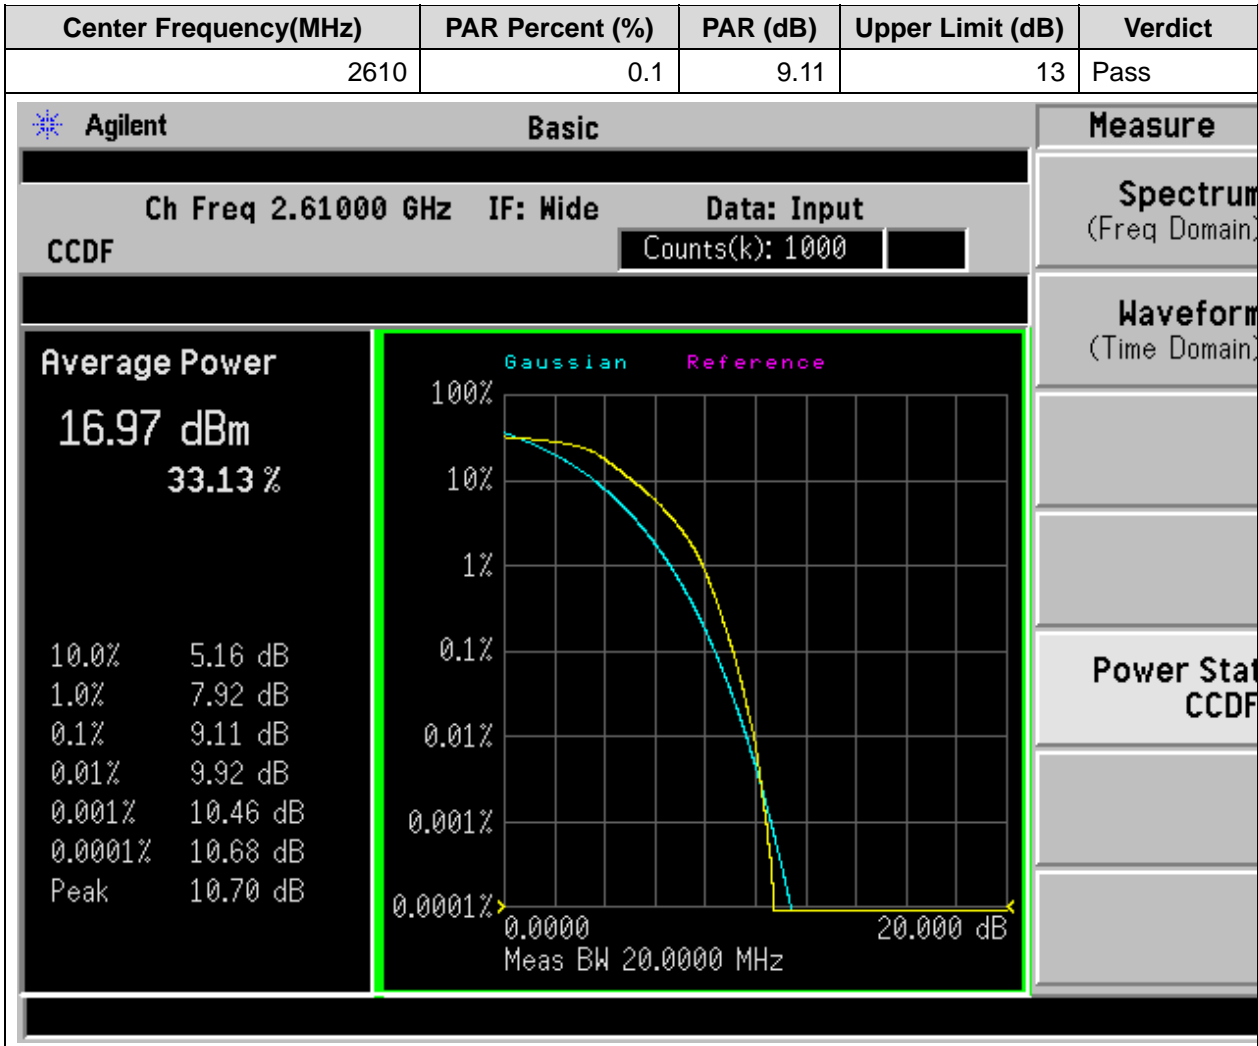 Center Frequency(MHz) PAR Percent (%) PAR (dB) Upper Limit (dB) Verdict
2610 0.1 9.11 13 Pass
Agilent Basic Measure
Ch Freq 2.61000 GHz IF: Wide Data: Input
CCDF Counts(k): 1000
Spectrum
(Freq Domain)
Waveform
(Time Domain)
Power Stat
CCDF
Average Power
16.97 dBm
33.13 %
10.0% 5.16 dB
1.0% 7.92 dB
0.1% 9.11 dB
0.01% 9.92 dB
0.001% 10.46 dB
0.0001% 10.68 dB
Peak 10.70 dB
Gaussian Reference
100%
10%
1%
0.1%
0.01%
0.001%
0.0001%
0.0000 20.000 dB
Meas BW 20.0000 MHz